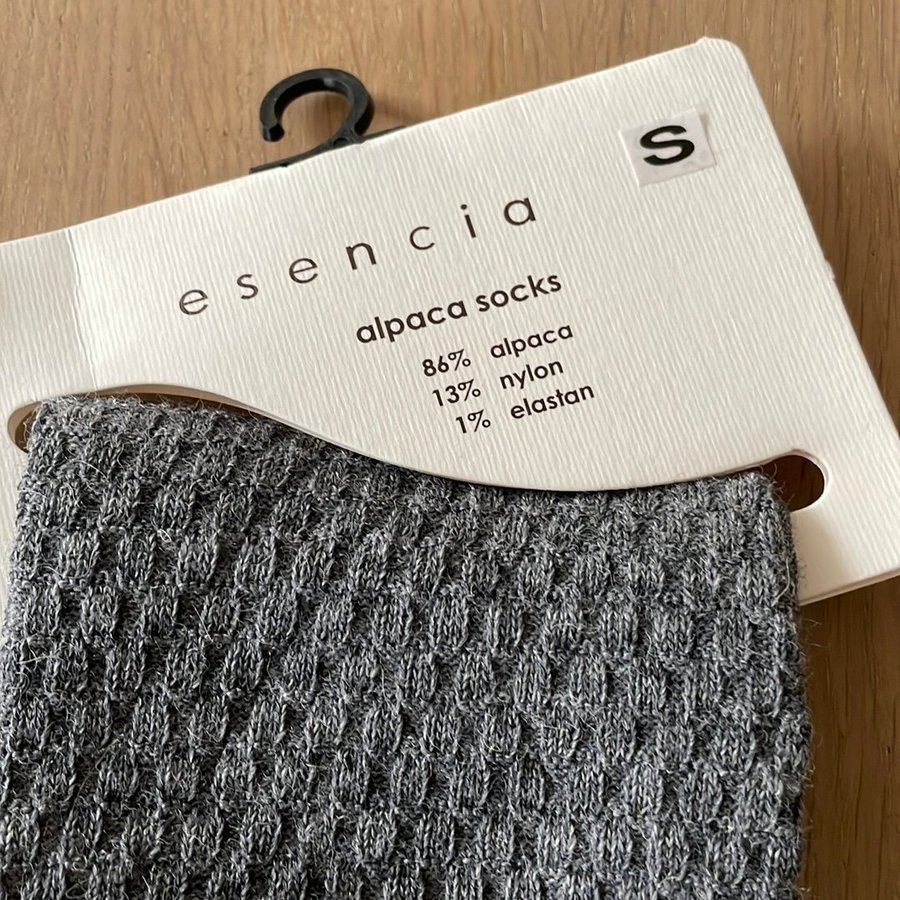 S
esencia
alpaca socks
86% alpaca
13% nylon
1% elastan